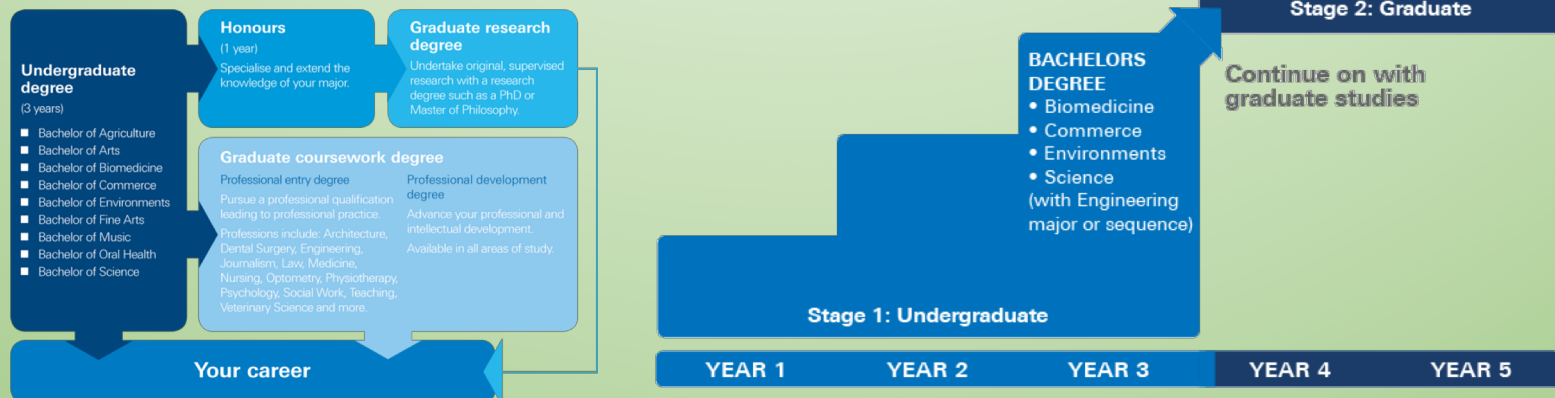 Undergraduate
degree
(3 years)
Bachelor of Agriculture
Bachelor of Arts
Bachelor of Biomedicine
Bachelor of Commerce
Bachelor of Environments
Bachelor of Fine Arts
Bachelor of Music
Bachelor of Oral Health
Bachelor of Science
Honours
(1 year)
Specialise and extend the
knowledge of your major.
Graduate research
degree
Undertake original, supervised
research with a research
degree such as a PhD or
Master of Philosophy.
Graduate coursework degree
Professional entry degree
Pursue a professional qualification
leading to professional practice.
Professions include: Architecture,
Dental Surgery, Engineering,
Journalism, Law, Medicine,
Nursing, Optometry, Physiotherapy,
Psychology, Social Work, Teaching,
Veterinary Science and more.
Professional development
degree
Advance your professional and
intellectual development.
Available in all areas of study.
Your career
Stage 2: Graduate
BACHELORS
DEGREE
• Biomedicine
• Commerce
• Environments
• Science
(with Engineering
major or sequence)
Continue on with
graduate studies
Stage 1: Undergraduate
YEAR 1 YEAR 2 YEAR 3 YEAR 4 YEAR 5